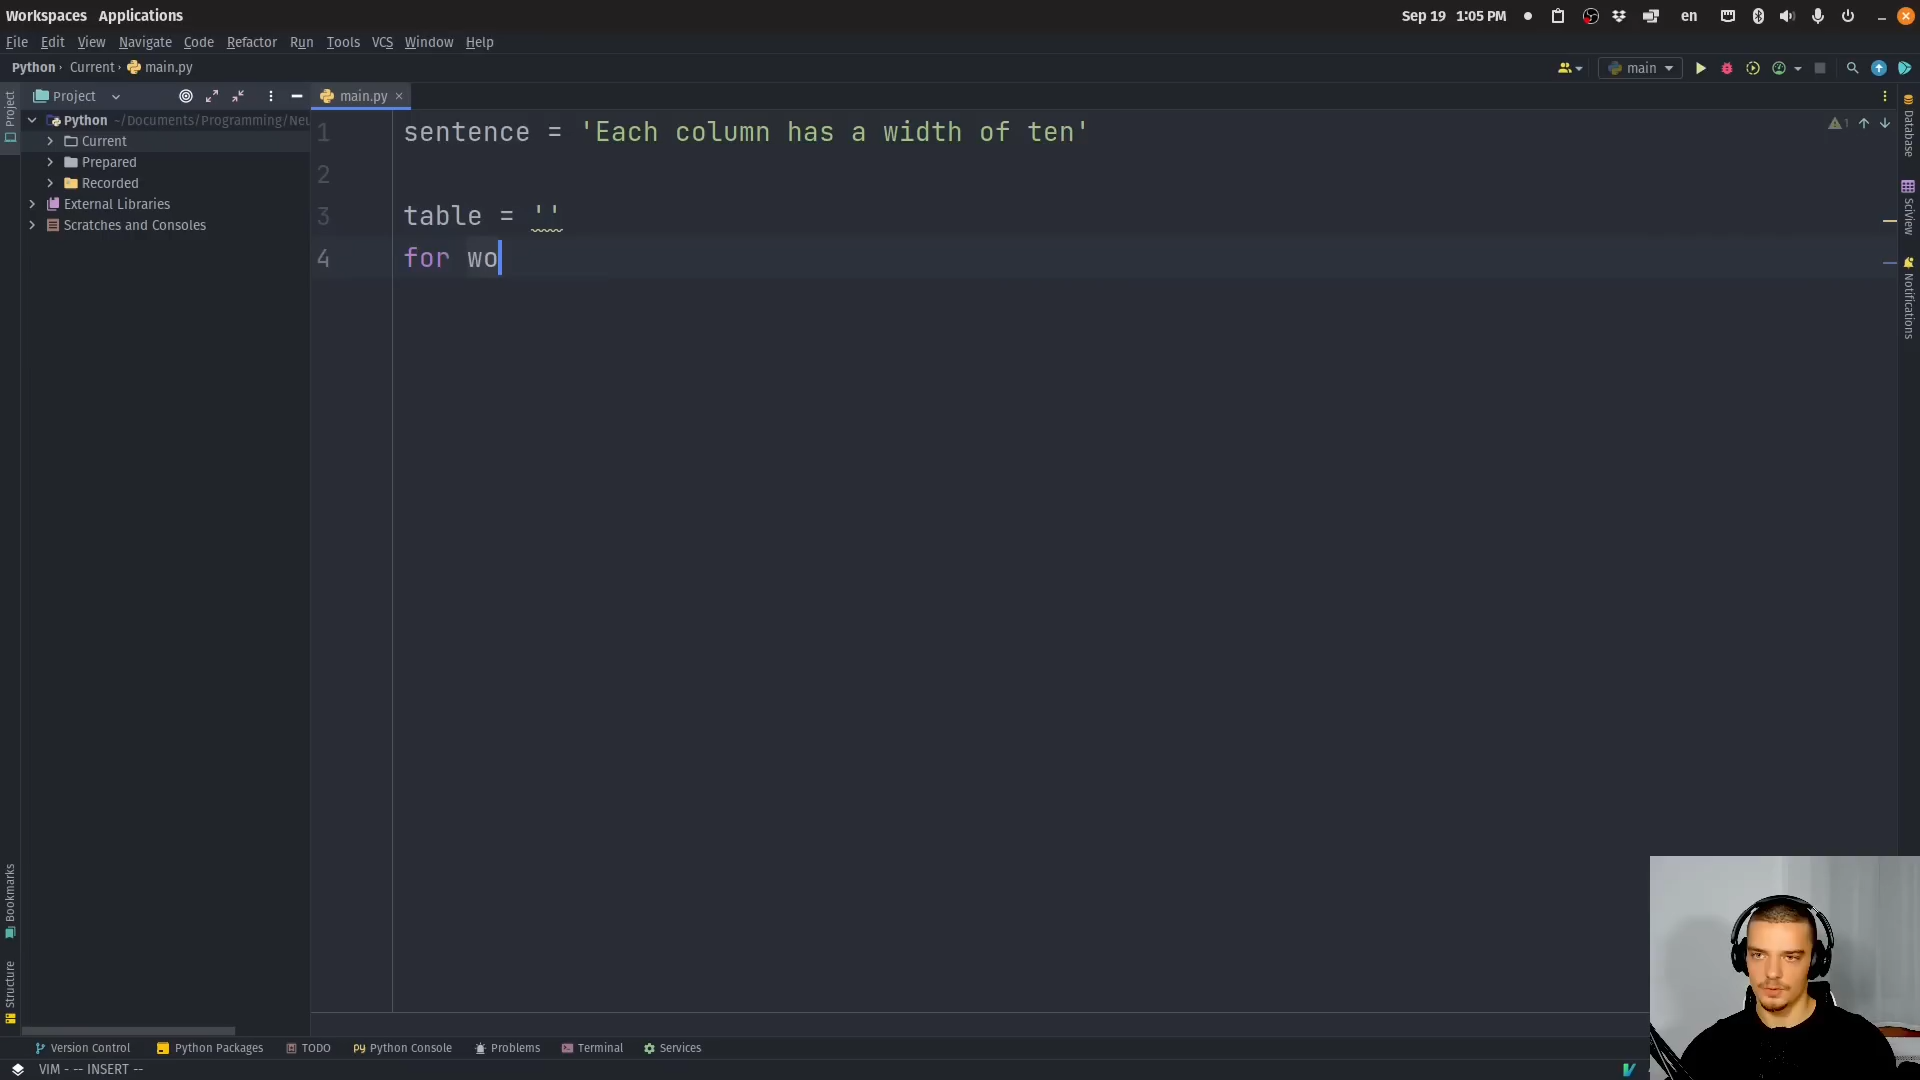 Workspaces Applications
Sep 19 1:05 PM
en
File Edit View Navigate Code Refactor Run Tools VCS Window Help
Python Current main.py
main
Project
main.py
Project
Python ~/Documents/Programming/Neu
Current
Prepared
Recorded
External Libraries
Scratches and Consoles
1 sentence = 'Each column has a width of ten'
2
3 table = ''
4 for wo
1
Database
SciView
Notifications
Bookmarks
Structure
Version Control Python Packages TODO Python Console Problems Terminal Services
VIM - -- INSERT --